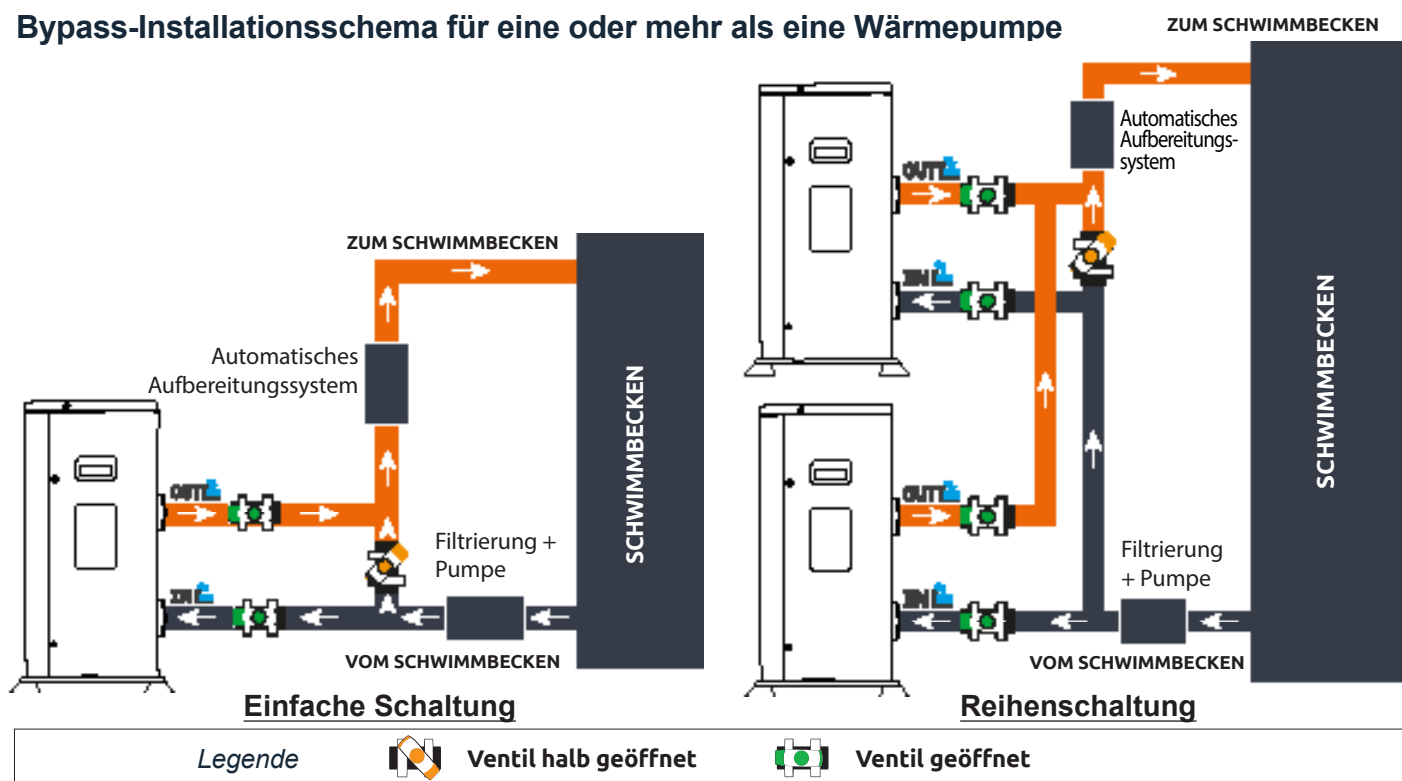 Bypass-Installationsschema für eine oder mehr als eine Wärmepumpe
ZUM SCHWIMMBECKEN
Automatisches
Aufbereitungssystem
OUT
IN
Filtrierung +
Pumpe
SCHWIMMBECKEN
VOM SCHWIMMBECKEN
Einfache Schaltung
ZUM SCHWIMMBECKEN
Automatisches
Aufbereitungs-
system
OUT
IN
OUT
IN
Filtrierung
+ Pumpe
SCHWIMMBECKEN
VOM SCHWIMMBECKEN
Reihenschaltung
Legende
Ventil halb geöffnet
Ventil geöffnet